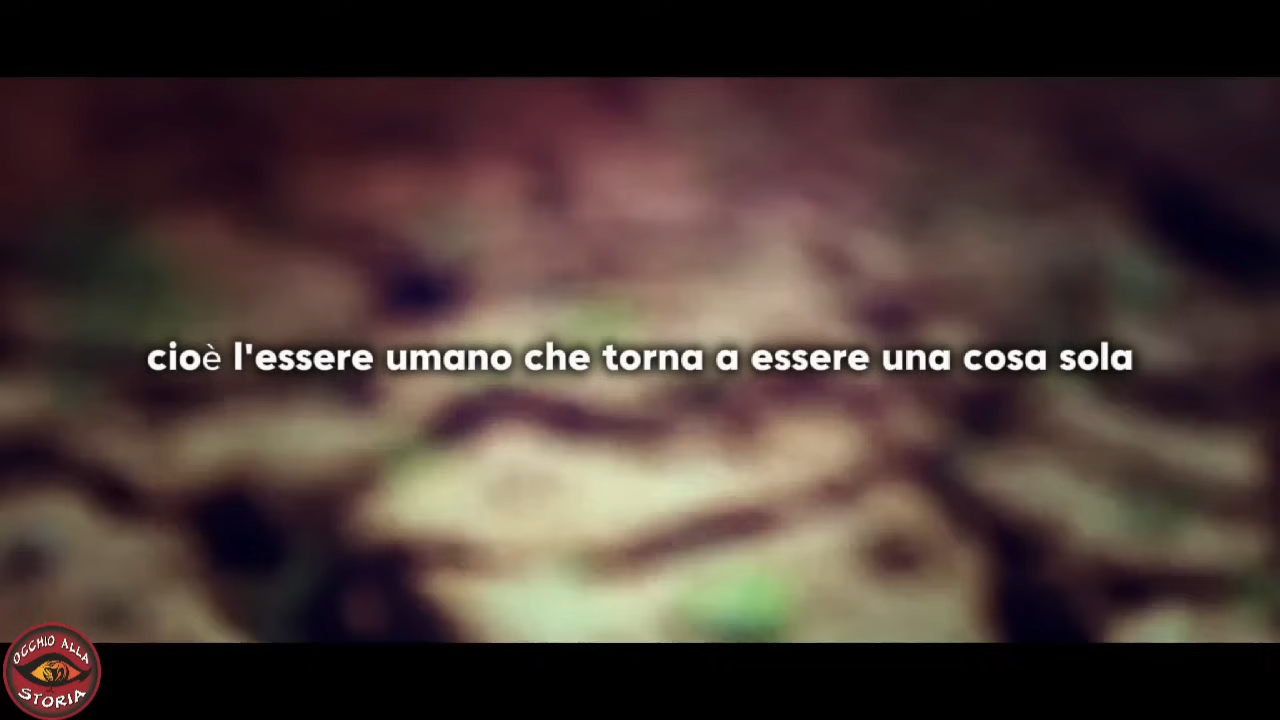 cioè l'essere umano che torna a essere una cosa sola
OCCHIO ALLA
STORIA